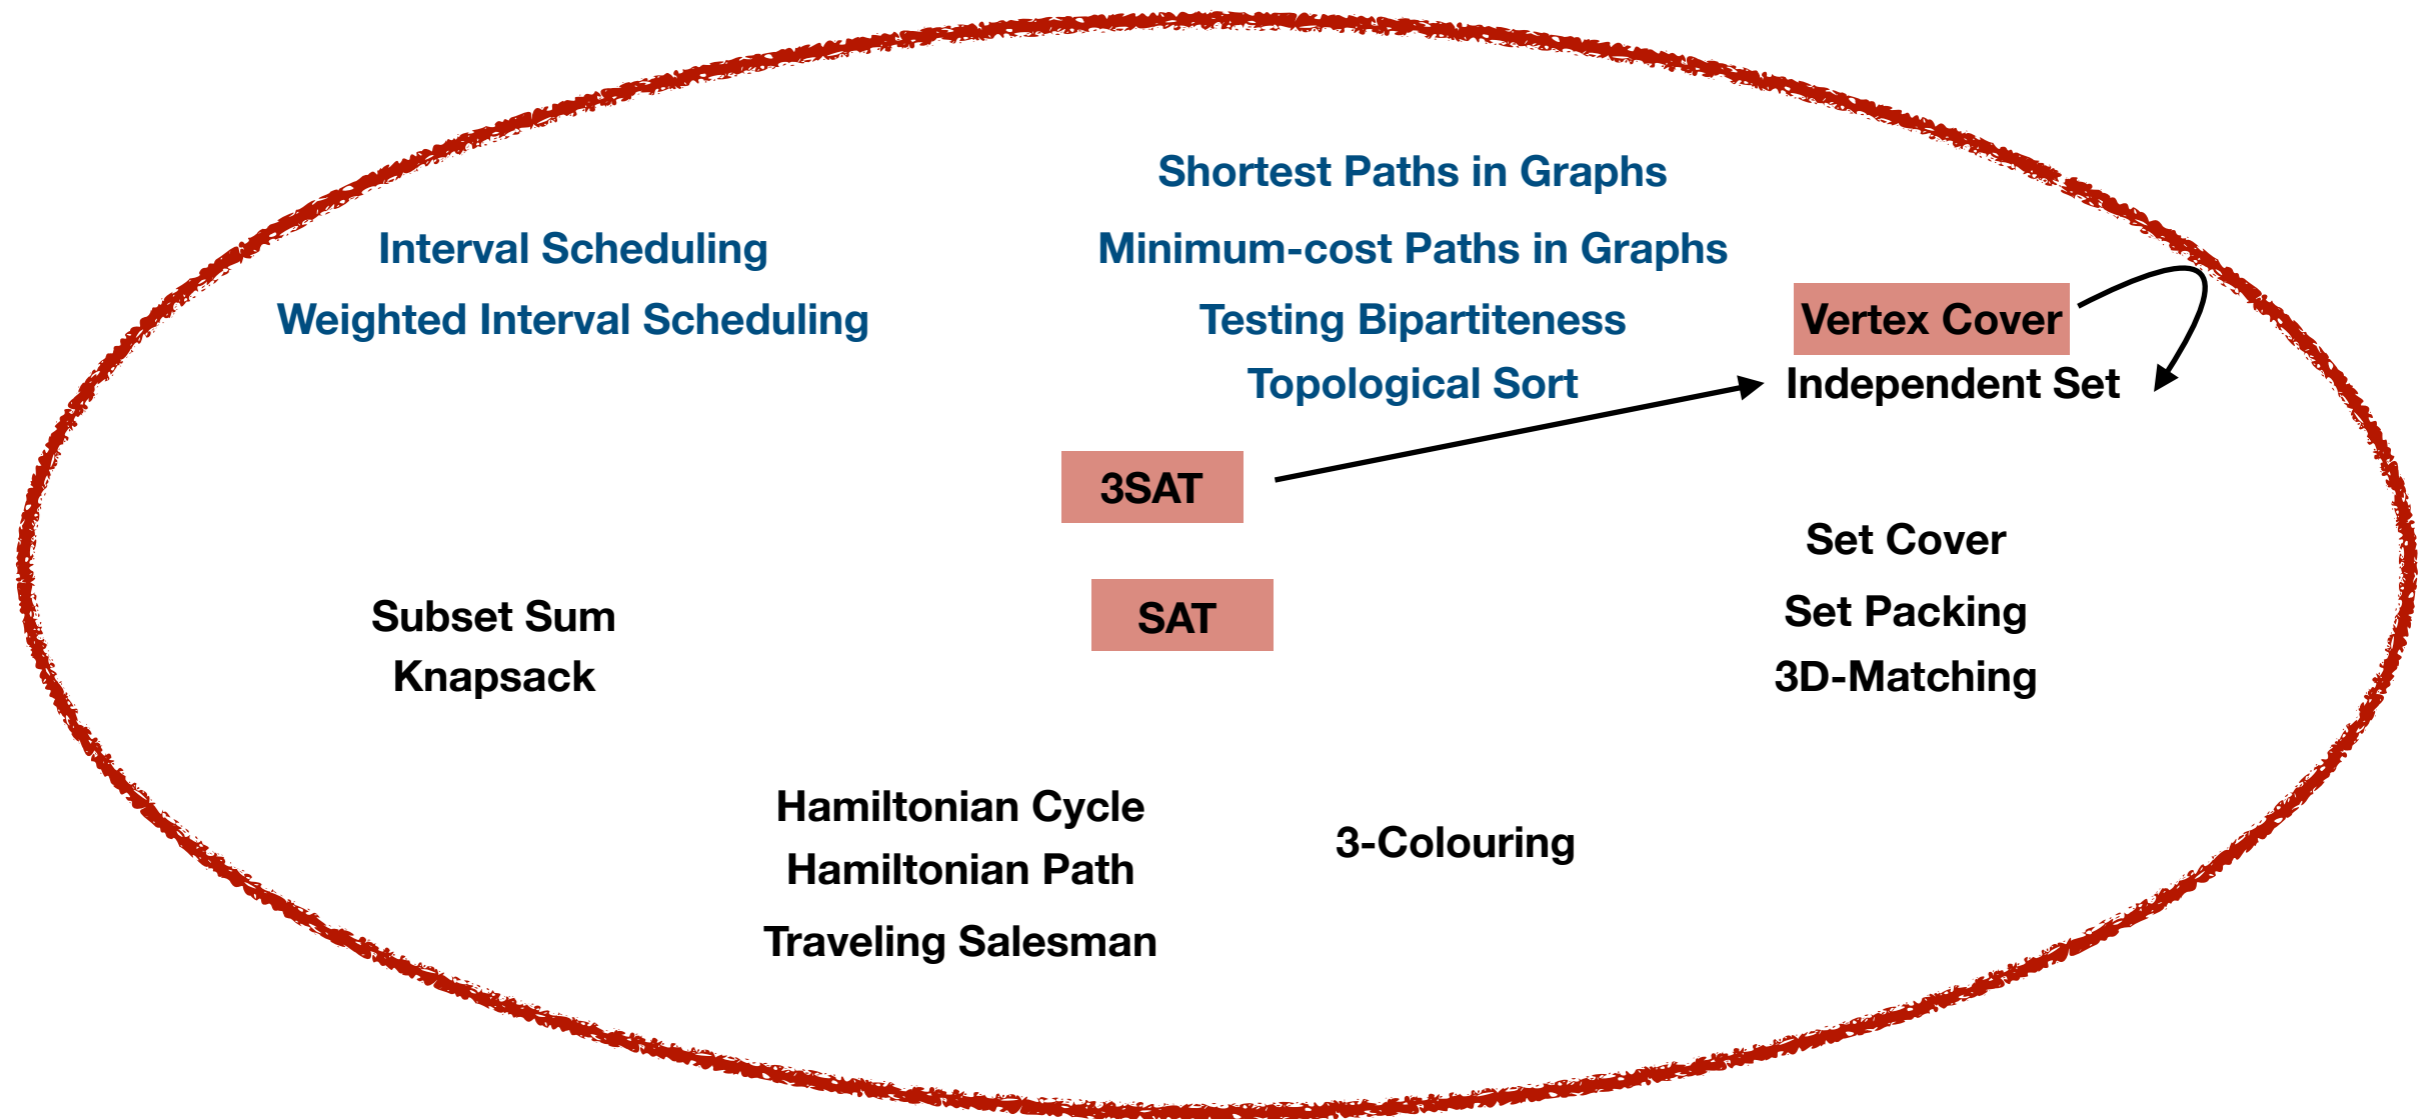 Shortest Paths in Graphs
Interval Scheduling
Minimum-cost Paths in Graphs
Weighted Interval Scheduling
Testing Bipartiteness
Vertex Cover
Topological Sort
Independent Set
3SAT
Set Cover
Subset Sum
SAT
Set Packing
Knapsack
3D-Matching
Hamiltonian Cycle
3-Colouring
Hamiltonian Path
Traveling Salesman